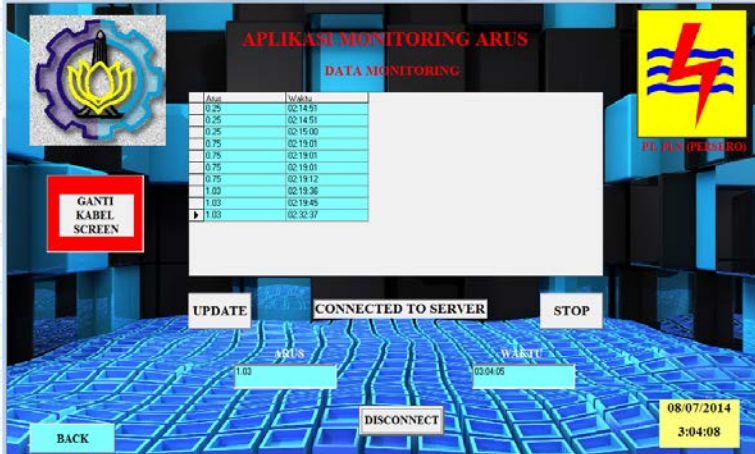 APLIKASI MONITORING ARUS
DATA MONITORING
PT. PLN (PERSERO)
Arus Waktu
0.25 02:14:51
0.25 02:14:51
0.25 02:15:00
0.75 02:19:01
0.75 02:19:01
0.75 02:19:01
0.75 02:19:12
1.03 02:19:36
1.03 02:19:45
1.03 02:32:37
GANTI
KABEL
SCREEN
UPDATE CONNECTED TO SERVER STOP
ARUS WAKTU
1.03 03:04:05
DISCONNECT
BACK
08/07/2014
3:04:08